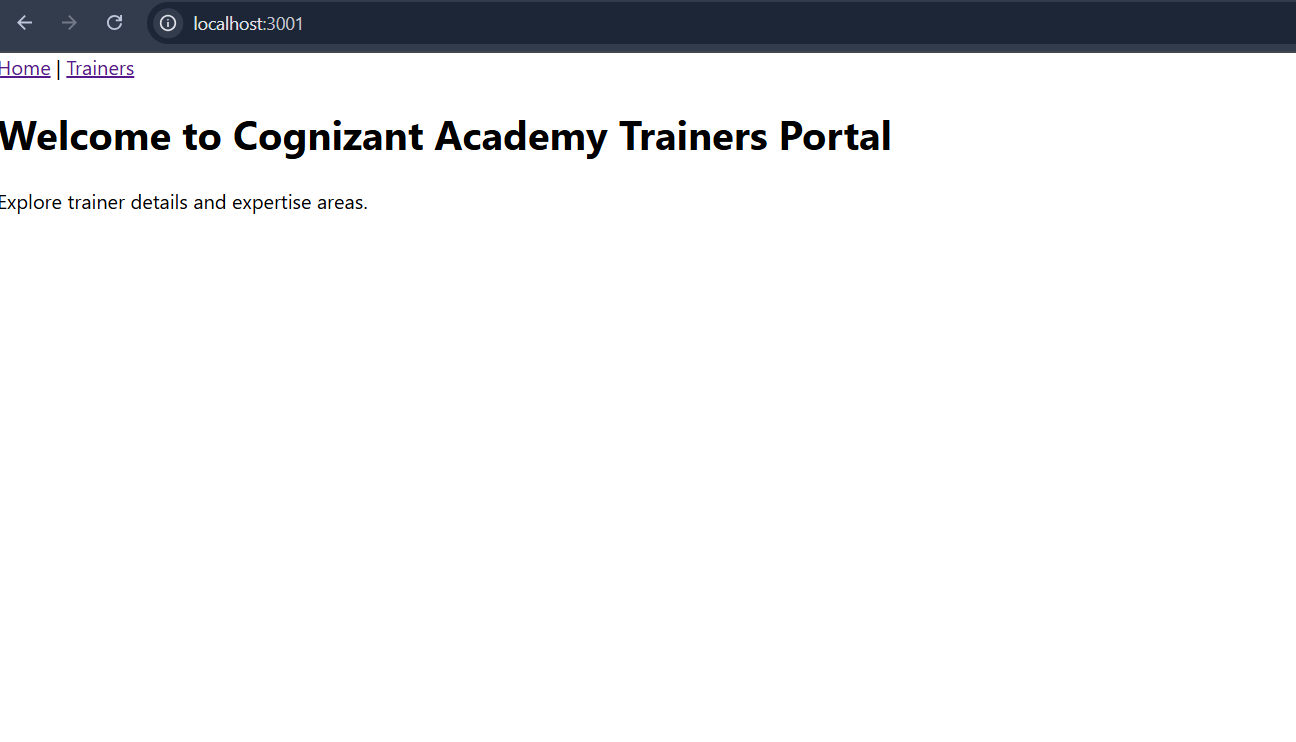 localhost:3001
Home | Trainers
Welcome to Cognizant Academy Trainers Portal
Explore trainer details and expertise areas.